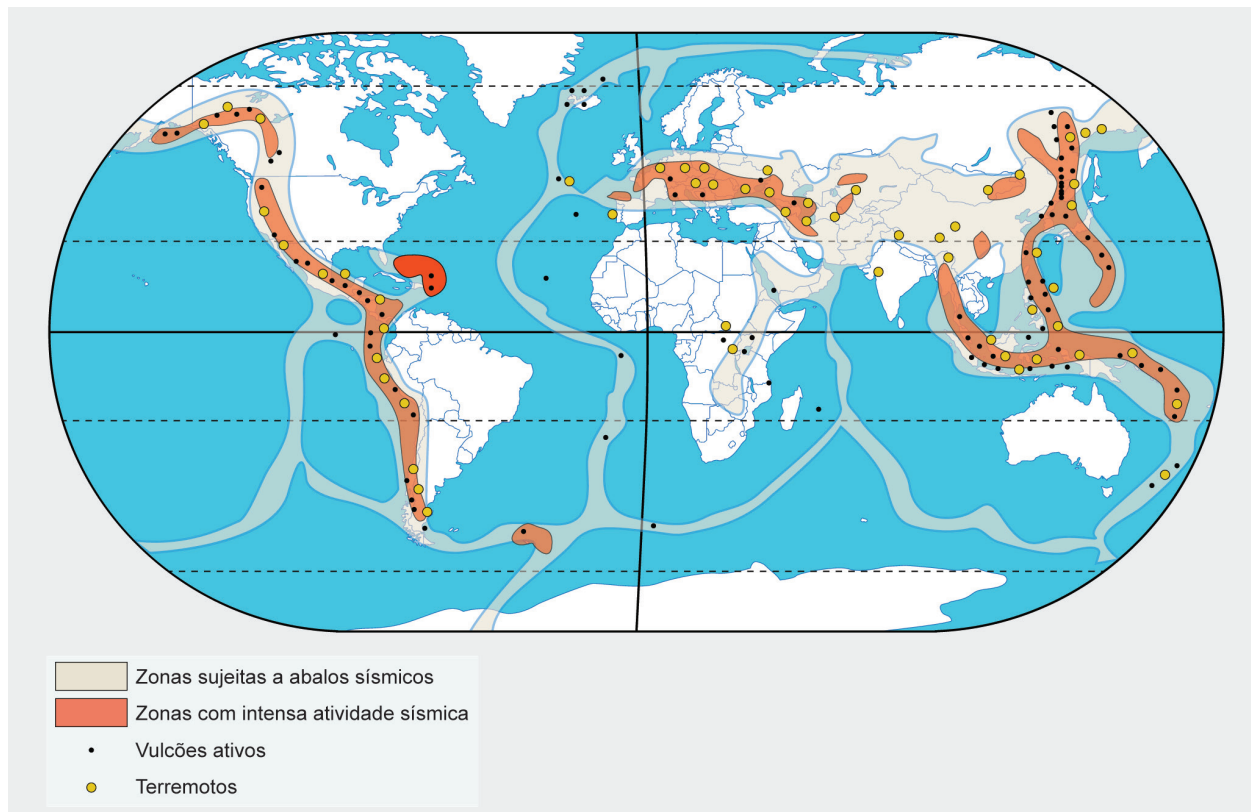 Zonas sujeitas a abalos sísmicos
Zonas com intensa atividade sísmica
Vulcões ativos
Terremotos